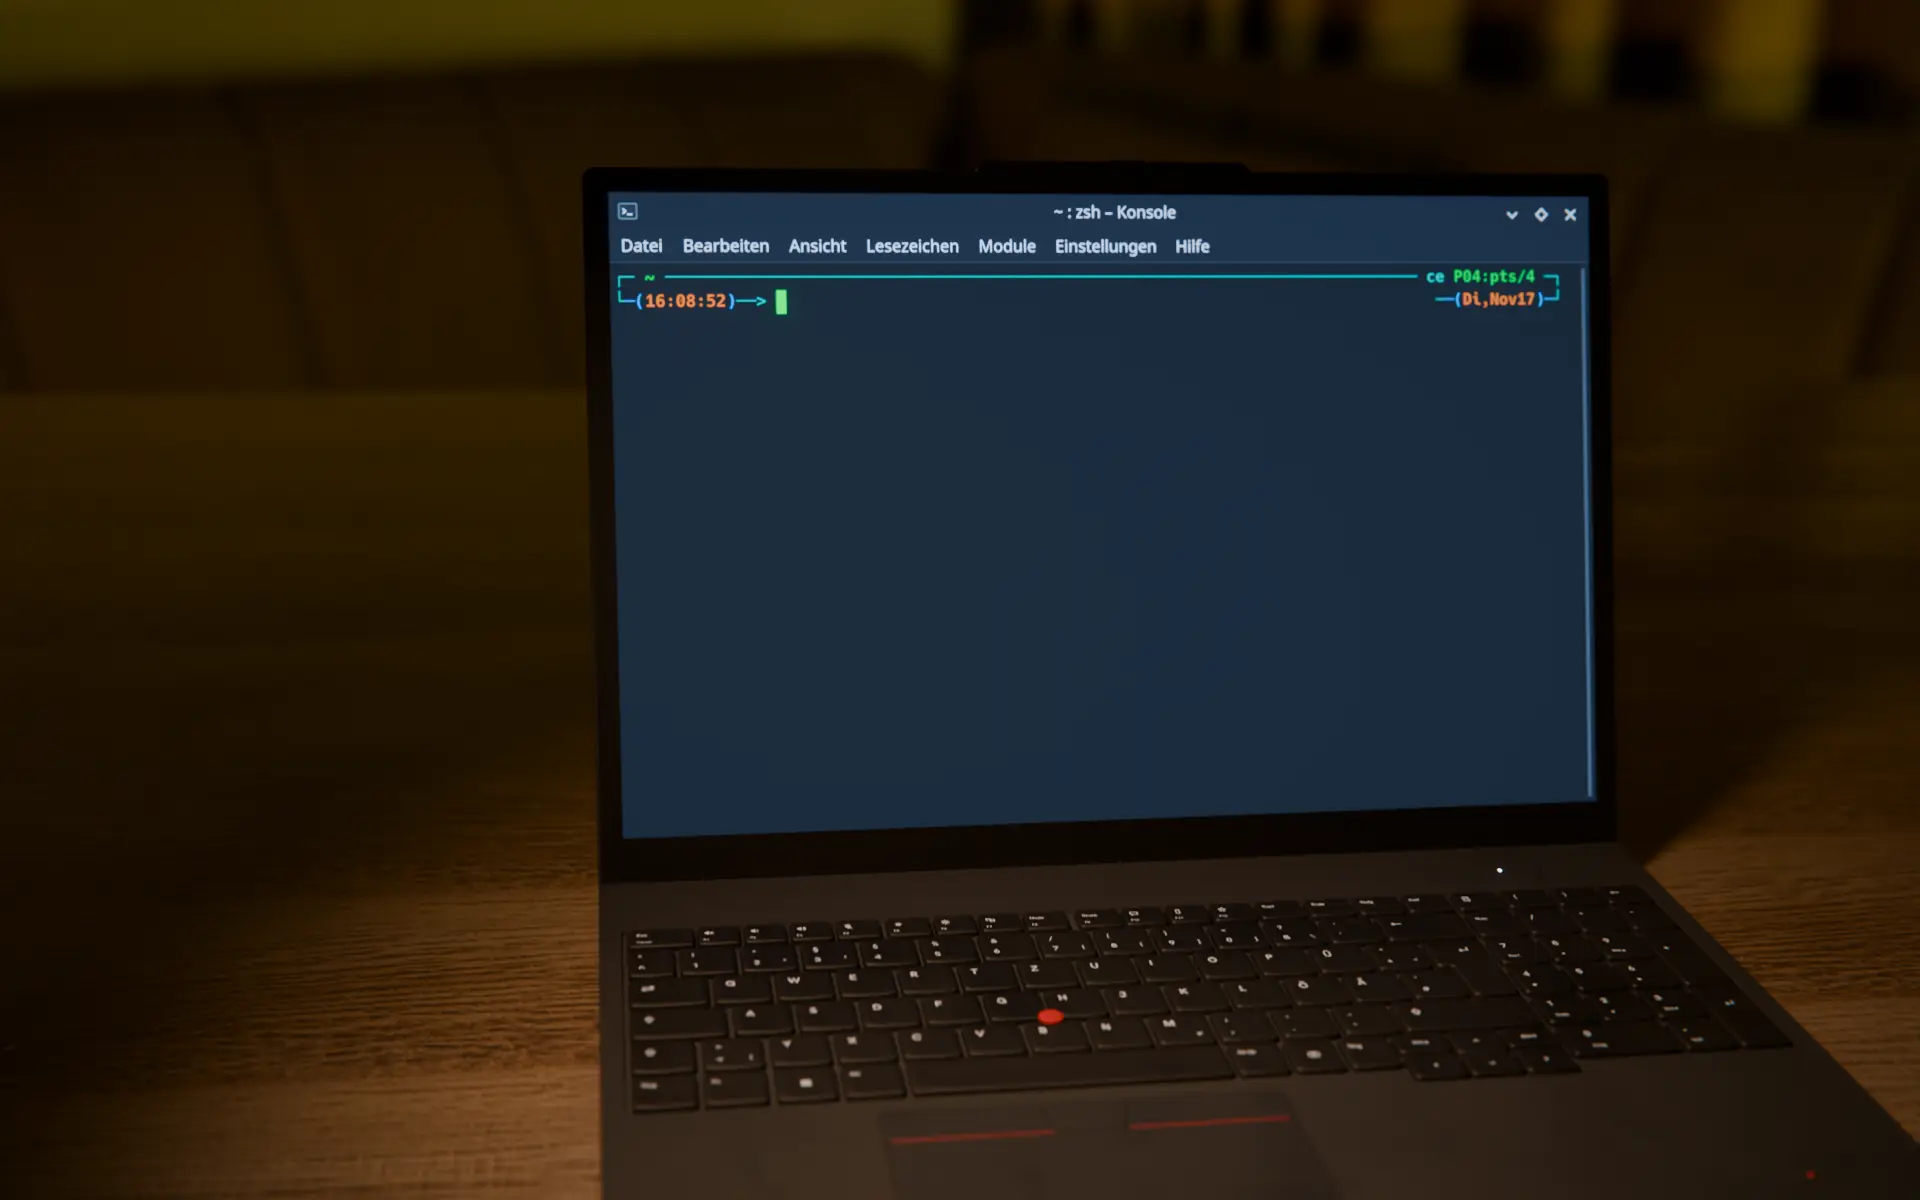 ~ : zsh – Konsole
Datei Bearbeiten Ansicht Lesezeichen Module Einstellungen Hilfe
~ ce P04:pts/4
(16:08:52)—> —(Di,Nov17)
Q W E R T Z U I O P
A S D F G H J K L Ö Ä
Y X C V B N M